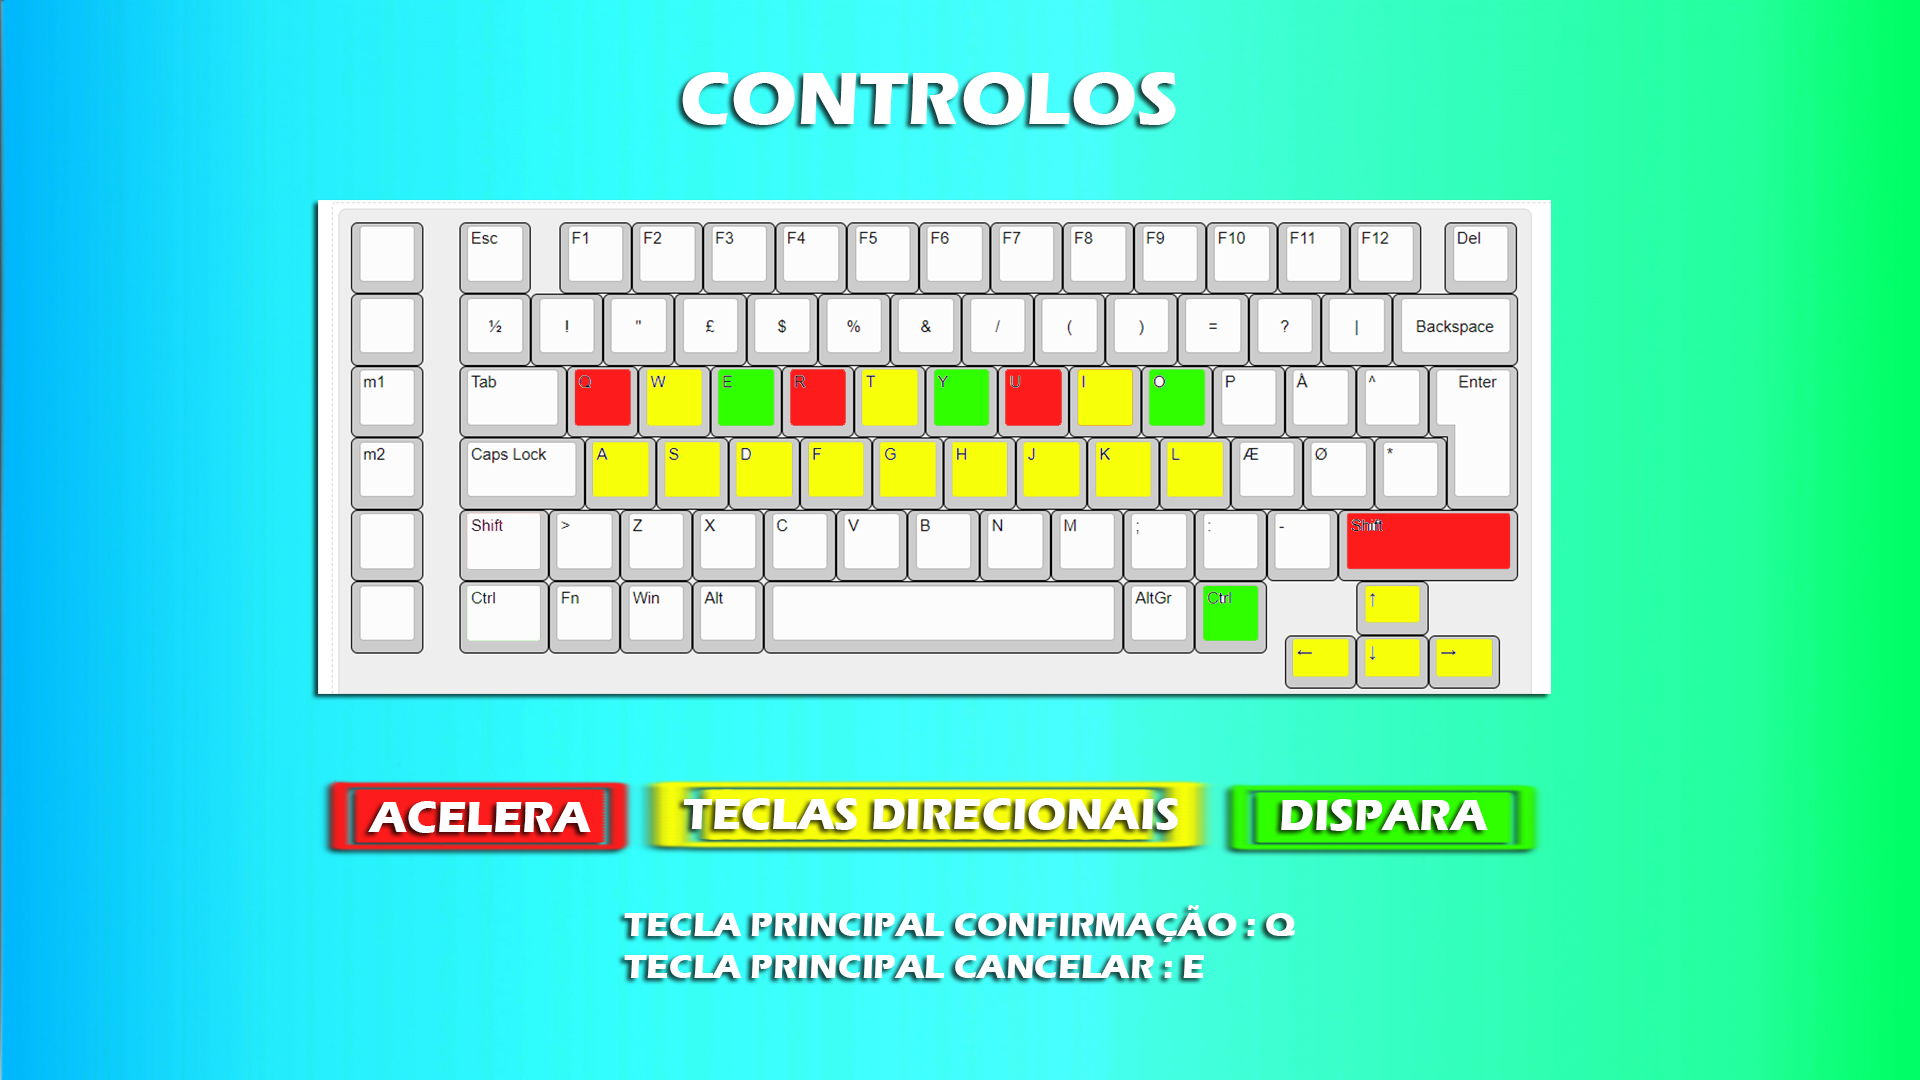 CONTROLOS
Esc F1 F2 F3 F4 F5 F6 F7 F8 F9 F10 F11 F12 Del
½ ! " £ $ % & / ( ) = ? | Backspace
m1 Tab Q W E R T Y U I O P Å ^ Enter
m2 Caps Lock A S D F G H J K L Æ Ø *
Shift > Z X C V B N M ; : - Shift
Ctrl Fn Win Alt AltGr Ctrl ↑
← ↓ →
ACELERA TECLAS DIRECIONAIS DISPARA
TECLA PRINCIPAL CONFIRMAÇÃO : Q
TECLA PRINCIPAL CANCELAR : E